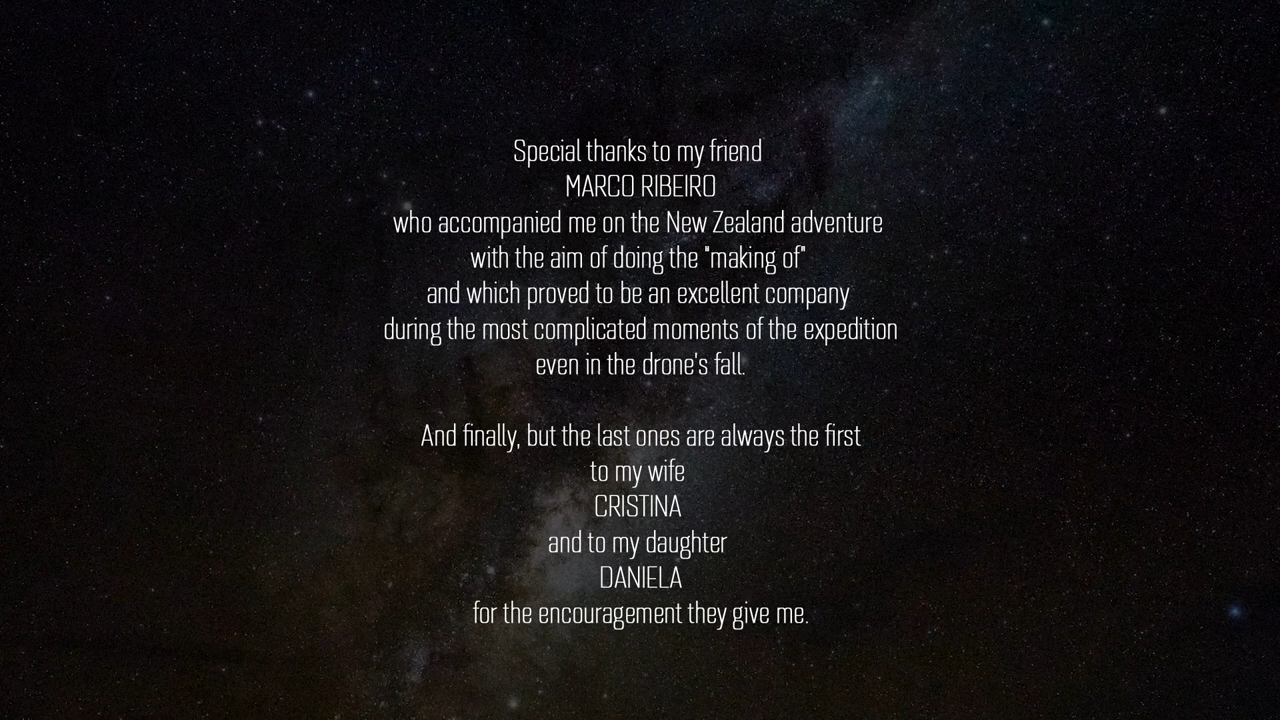 Special thanks to my friend
MARCO RIBEIRO
who accompanied me on the New Zealand adventure
with the aim of doing the "making of"
and which proved to be an excellent company
during the most complicated moments of the expedition
even in the drone's fall.
And finally, but the last ones are always the first
to my wife
CRISTINA
and to my daughter
DANIELA
for the encouragement they give me.